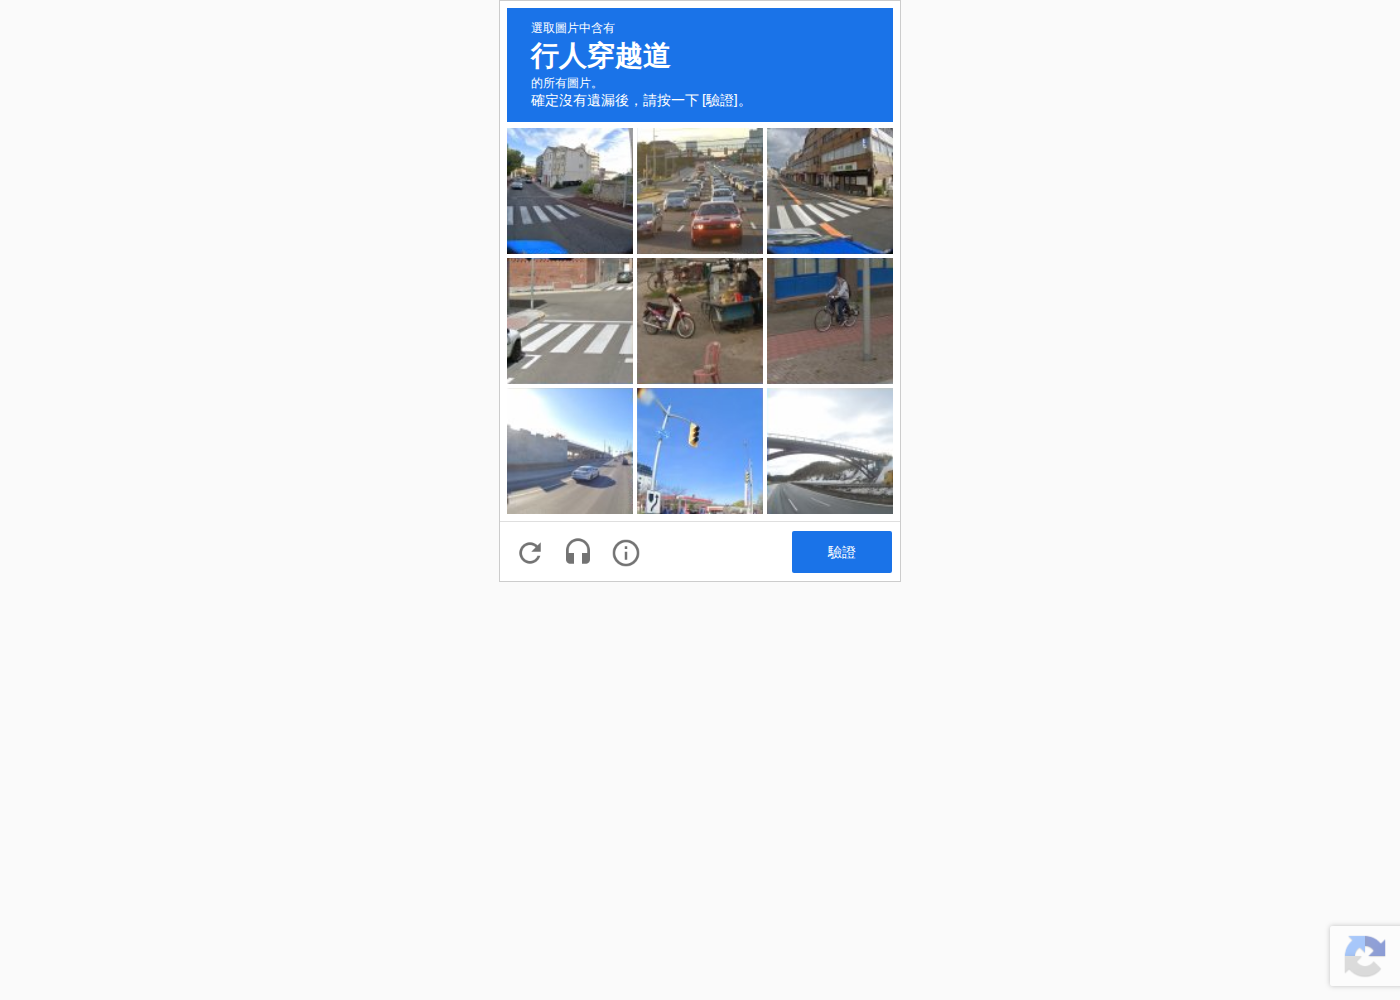 選取圖片中含有
行人穿越道
的所有圖片。
確定沒有遺漏後，請按一下 [驗證]。
驗證